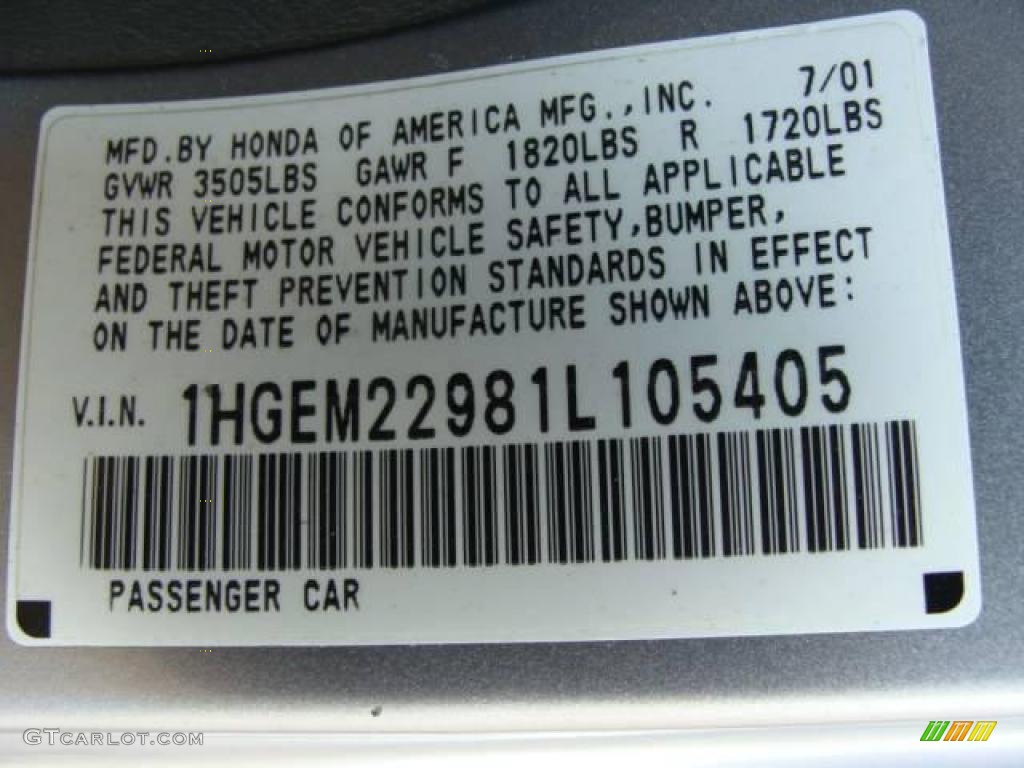 MFD.BY HONDA OF AMERICA MFG.,INC. 7/01
GVWR 3505LBS GAWR F 1820LBS R 1720LBS
THIS VEHICLE CONFORMS TO ALL APPLICABLE
FEDERAL MOTOR VEHICLE SAFETY,BUMPER,
AND THEFT PREVENTION STANDARDS IN EFFECT
ON THE DATE OF MANUFACTURE SHOWN ABOVE:
V.I.N. 1HGEM22981L105405
PASSENGER CAR
GTCARLOT.COM